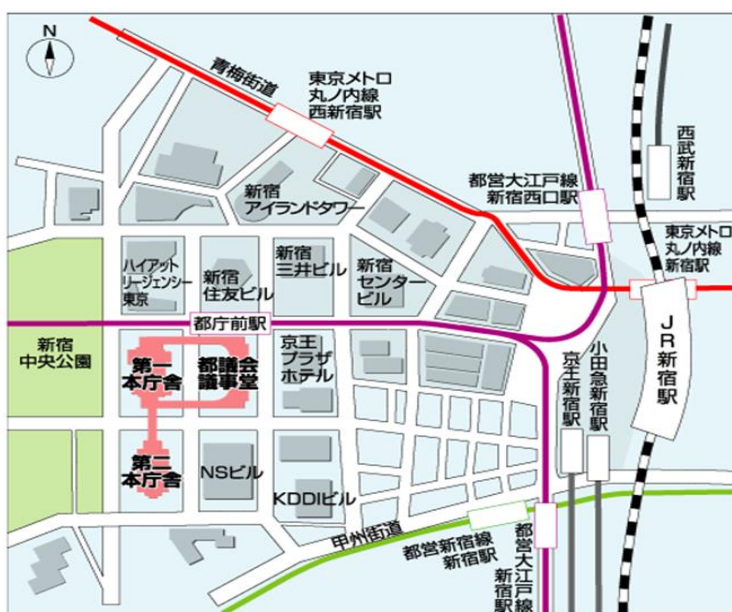 N
青梅街道
東京メトロ
丸ノ内線
西新宿駅
西武新宿駅
新宿
アイランドタワー
都営大江戸線
新宿西口駅
東京メトロ
丸ノ内線
新宿駅
ハイアット
リージェンシー
東京
新宿
住友ビル
新宿
三井ビル
新宿
センター
ビル
都庁前駅
JR新宿駅
新宿
中央公園
第一
本庁舎
都議会
議事堂
京王
プラザ
ホテル
小田急新宿駅
京王新宿駅
第二
本庁舎
NSビル
KDDIビル
甲州街道
都営新宿線
新宿駅
都営大江戸線
新宿駅